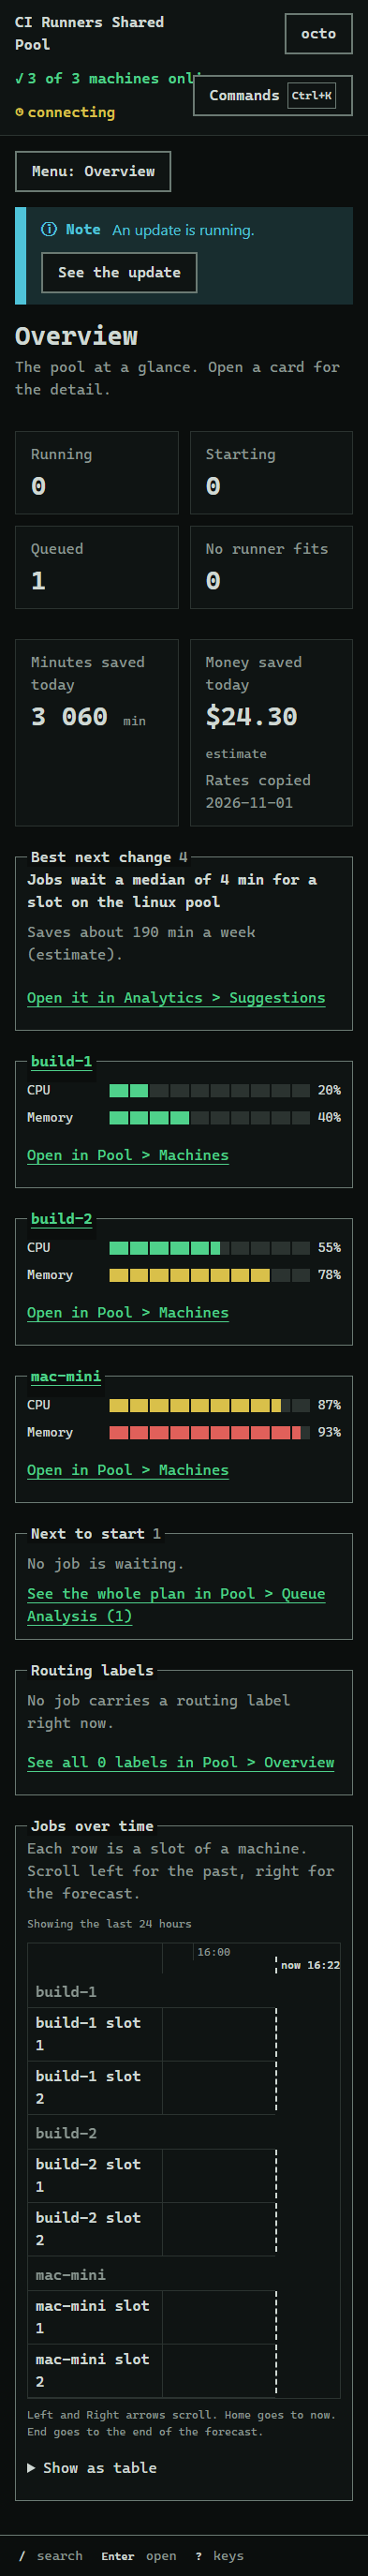 CI Runners Shared
Pool
octo
✓ 3 of 3 machines onli
Commands Ctrl+K
connecting
Menu: Overview
Note An update is running.
See the update
Overview
The pool at a glance. Open a card for
the detail.
Running
0
Starting
0
Queued
1
No runner fits
0
Minutes saved
today
3 060 min
Money saved
today
$24.30
estimate
Rates copied
2026-11-01
Best next change 4
Jobs wait a median of 4 min for a
slot on the linux pool
Saves about 190 min a week
(estimate).
Open it in Analytics > Suggestions
build-1
CPU 20%
Memory 40%
Open in Pool > Machines
build-2
CPU 55%
Memory 78%
Open in Pool > Machines
mac-mini
CPU 87%
Memory 93%
Open in Pool > Machines
Next to start 1
No job is waiting.
See the whole plan in Pool > Queue
Analysis (1)
Routing labels
No job carries a routing label
right now.
See all 0 labels in Pool > Overview
Jobs over time
Each row is a slot of a machine.
Scroll left for the past, right for
the forecast.
Showing the last 24 hours
16:00
now 16:22
build-1
build-1 slot
1
build-1 slot
2
build-2
build-2 slot
1
build-2 slot
2
mac-mini
mac-mini slot
1
mac-mini slot
2
Left and Right arrows scroll. Home goes to now.
End goes to the end of the forecast.
▶ Show as table
/ search Enter open ? keys